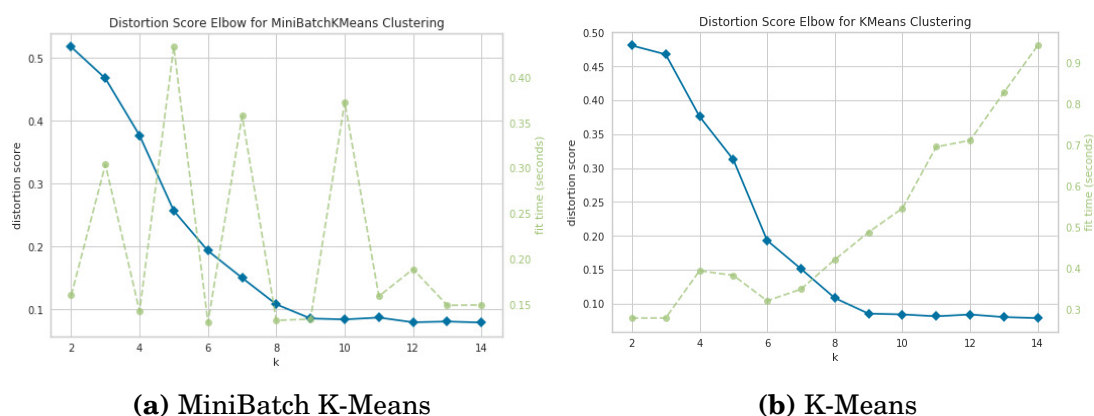 Distortion Score Elbow for MiniBatchKMeans Clustering
distortion score
0.5
0.4
0.3
0.2
0.1
0.40
0.35
0.30
0.25
0.20
0.15
fit time (seconds)
2 4 6 8 10 12 14
k
(a) MiniBatch K-Means
Distortion Score Elbow for KMeans Clustering
distortion score
0.50
0.45
0.40
0.35
0.30
0.25
0.20
0.15
0.10
0.9
0.8
0.7
0.6
0.5
0.4
0.3
fit time (seconds)
2 4 6 8 10 12 14
k
(b) K-Means